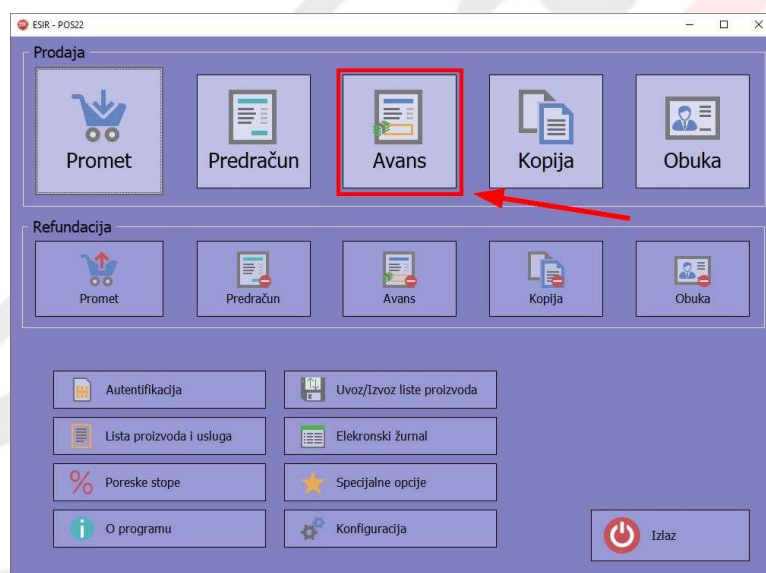 ESIR - POS22
Prodaja
Promet
Predračun
Avans
Kopija
Obuka
Refundacija
Promet
Predračun
Avans
Kopija
Obuka
Autentifikacija
Uvoz/Izvoz liste proizvoda
Lista proizvoda i usluga
Elekronski žurnal
Poreske stope
Specijalne opcije
O programu
Konfiguracija
Izlaz